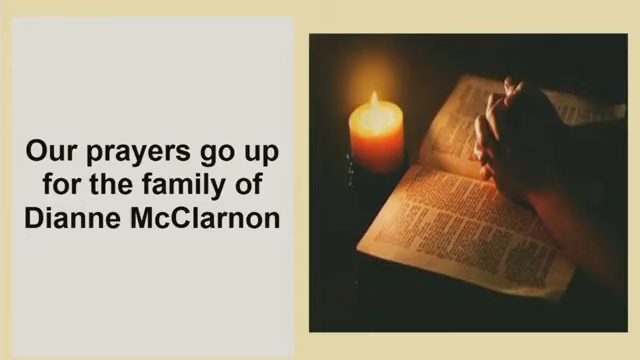 Our prayers go up
for the family of
Dianne McClarnon